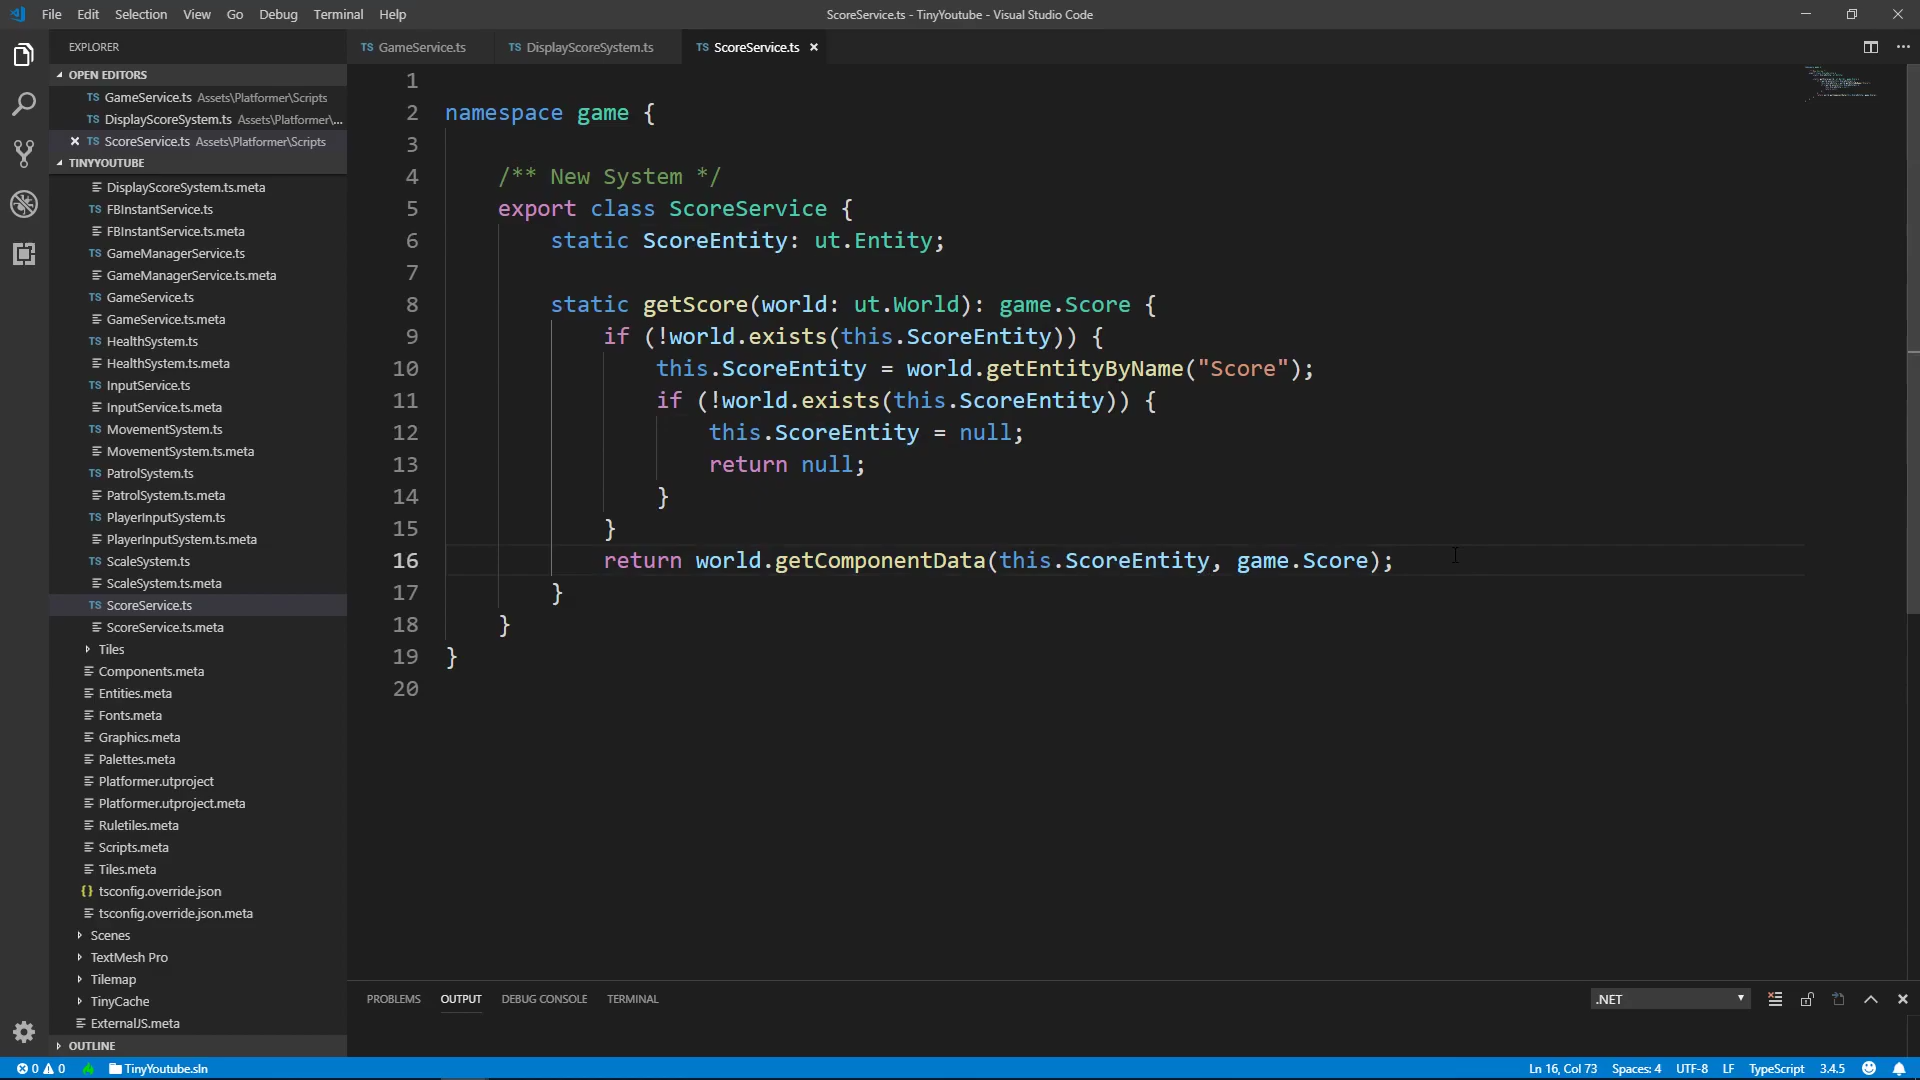 File Edit Selection View Go Debug Terminal Help
ScoreService.ts - TinyYoutube - Visual Studio Code
EXPLORER
OPEN EDITORS
TS GameService.ts Assets\Platformer\Scripts
TS DisplayScoreSystem.ts Assets\Platformer\...
× TS ScoreService.ts Assets\Platformer\Scripts
TINYYOUTUBE
DisplayScoreSystem.ts.meta
TS FBInstantService.ts
FBInstantService.ts.meta
TS GameManagerService.ts
GameManagerService.ts.meta
TS GameService.ts
GameService.ts.meta
TS HealthSystem.ts
HealthSystem.ts.meta
TS InputService.ts
InputService.ts.meta
TS MovementSystem.ts
MovementSystem.ts.meta
TS PatrolSystem.ts
PatrolSystem.ts.meta
TS PlayerInputSystem.ts
PlayerInputSystem.ts.meta
TS ScaleSystem.ts
ScaleSystem.ts.meta
TS ScoreService.ts
ScoreService.ts.meta
Tiles
Components.meta
Entities.meta
Fonts.meta
Graphics.meta
Palettes.meta
Platformer.utproject
Platformer.utproject.meta
Ruletiles.meta
Scripts.meta
Tiles.meta
{} tsconfig.override.json
tsconfig.override.json.meta
Scenes
TextMesh Pro
Tilemap
TinyCache
ExternalJS.meta
OUTLINE
TS GameService.ts TS DisplayScoreSystem.ts TS ScoreService.ts ×
1
2 namespace game {
3
4 /** New System */
5 export class ScoreService {
6 static ScoreEntity: ut.Entity;
7
8 static getScore(world: ut.World): game.Score {
9 if (!world.exists(this.ScoreEntity)) {
10 this.ScoreEntity = world.getEntityByName("Score");
11 if (!world.exists(this.ScoreEntity)) {
12 this.ScoreEntity = null;
13 return null;
14 }
15 }
16 return world.getComponentData(this.ScoreEntity, game.Score);
17 }
18 }
19 }
20
PROBLEMS OUTPUT DEBUG CONSOLE TERMINAL
.NET
0 0 TinyYoutube.sln
Ln 16, Col 73 Spaces: 4 UTF-8 LF TypeScript 3.4.5